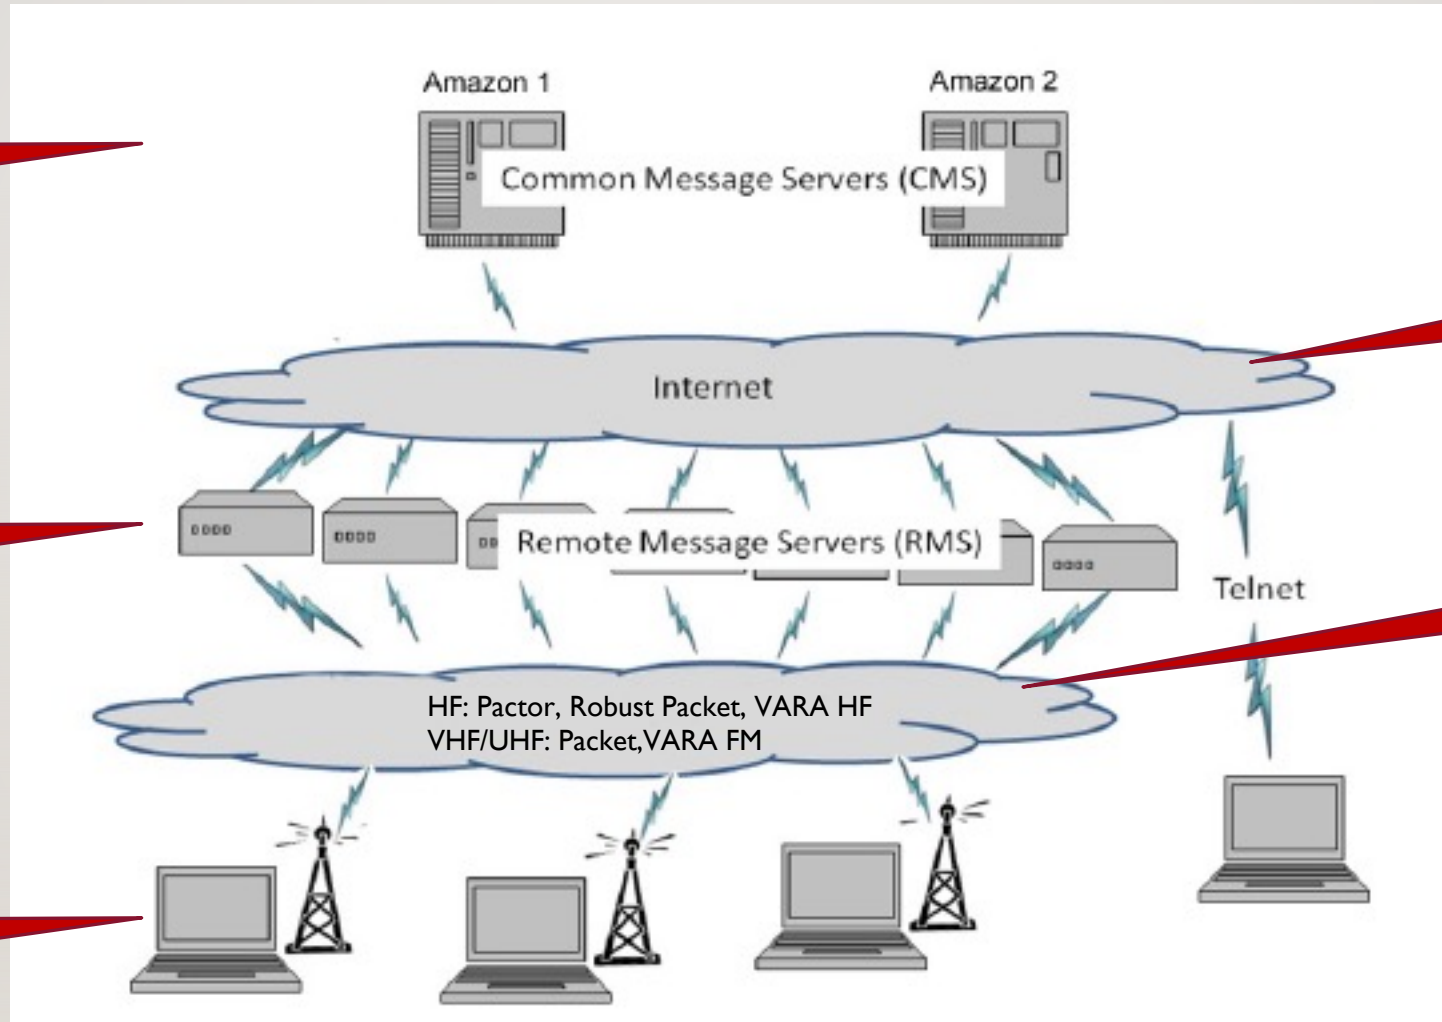 Amazon 1
Amazon 2
Common Message Servers (CMS)
Internet
Remote Message Servers (RMS)
Telnet
HF: Pactor, Robust Packet, VARA HF
VHF/UHF: Packet,VARA FM